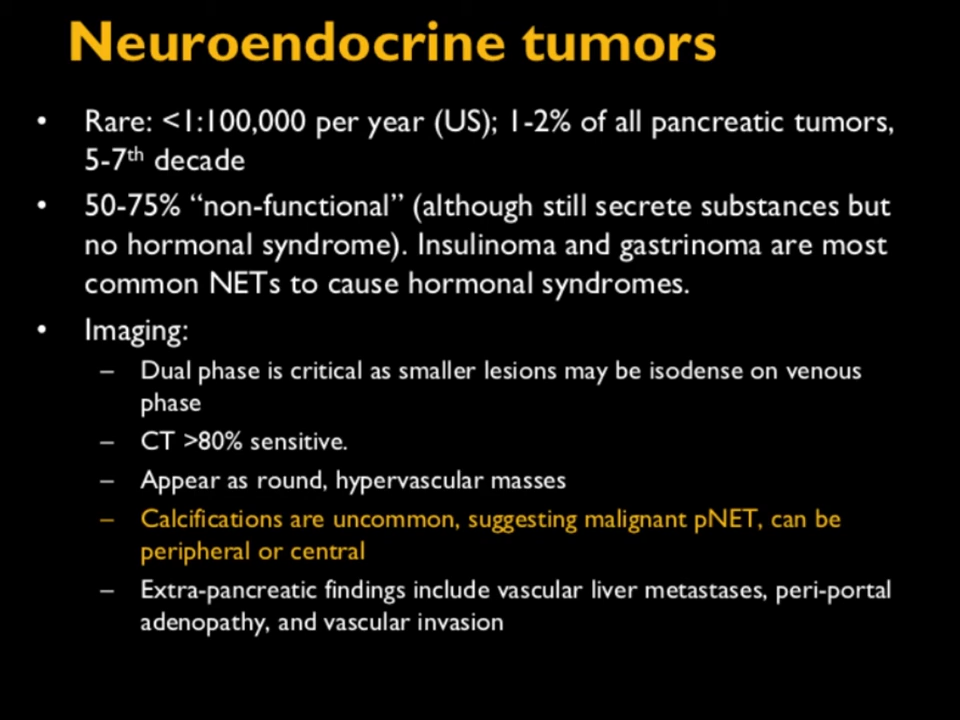 Neuroendocrine tumors
• Rare: <1:100,000 per year (US); 1-2% of all pancreatic tumors,
5-7th decade
• 50-75% “non-functional” (although still secrete substances but
no hormonal syndrome). Insulinoma and gastrinoma are most
common NETs to cause hormonal syndromes.
• Imaging:
– Dual phase is critical as smaller lesions may be isodense on venous
phase
– CT >80% sensitive.
– Appear as round, hypervascular masses
– Calcifications are uncommon, suggesting malignant pNET, can be
peripheral or central
– Extra-pancreatic findings include vascular liver metastases, peri-portal
adenopathy, and vascular invasion